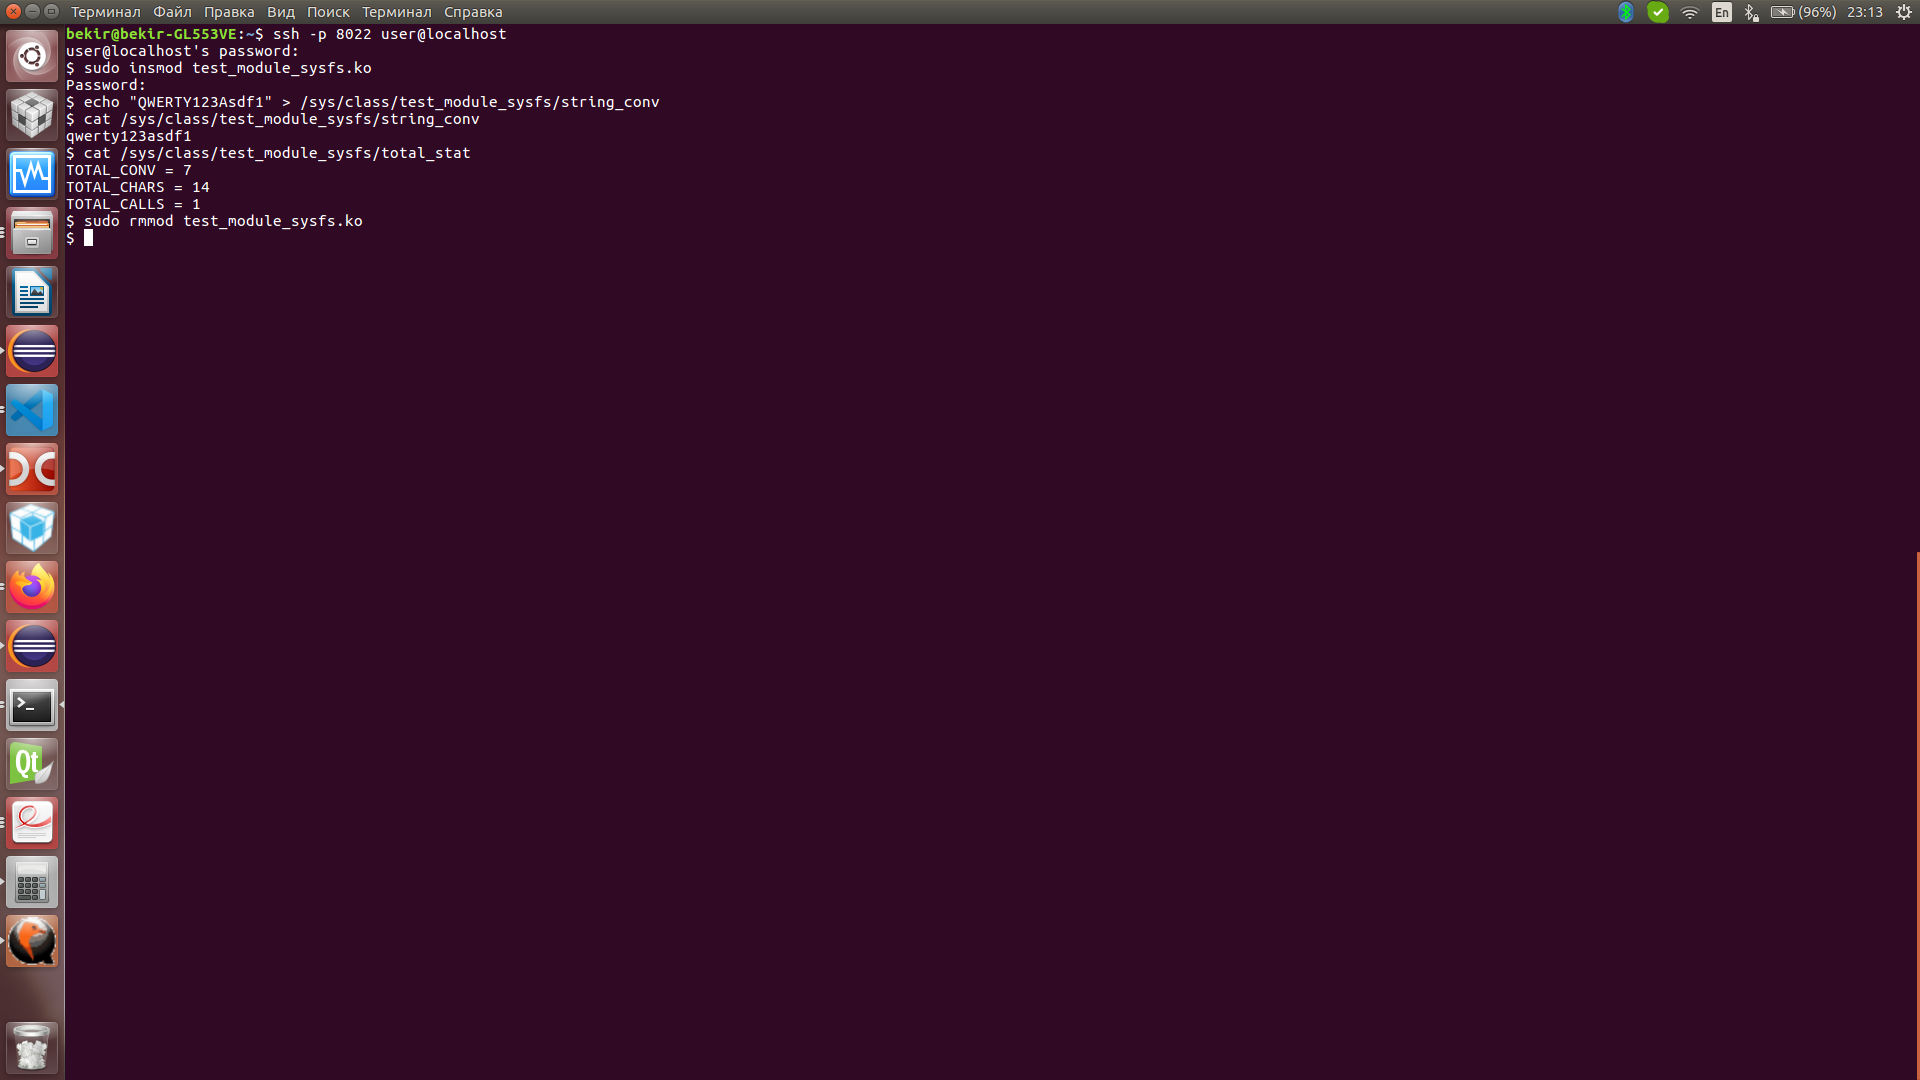 Терминал Файл Правка Вид Поиск Терминал Справка En (96%) 23:13
bekir@bekir-GL553VE:~$ ssh -p 8022 user@localhost
user@localhost's password:
$ sudo insmod test_module_sysfs.ko
Password:
$ echo "QWERTY123Asdf1" > /sys/class/test_module_sysfs/string_conv
$ cat /sys/class/test_module_sysfs/string_conv
qwerty123asdf1
$ cat /sys/class/test_module_sysfs/total_stat
TOTAL_CONV = 7
TOTAL_CHARS = 14
TOTAL_CALLS = 1
$ sudo rmmod test_module_sysfs.ko
$
Qt